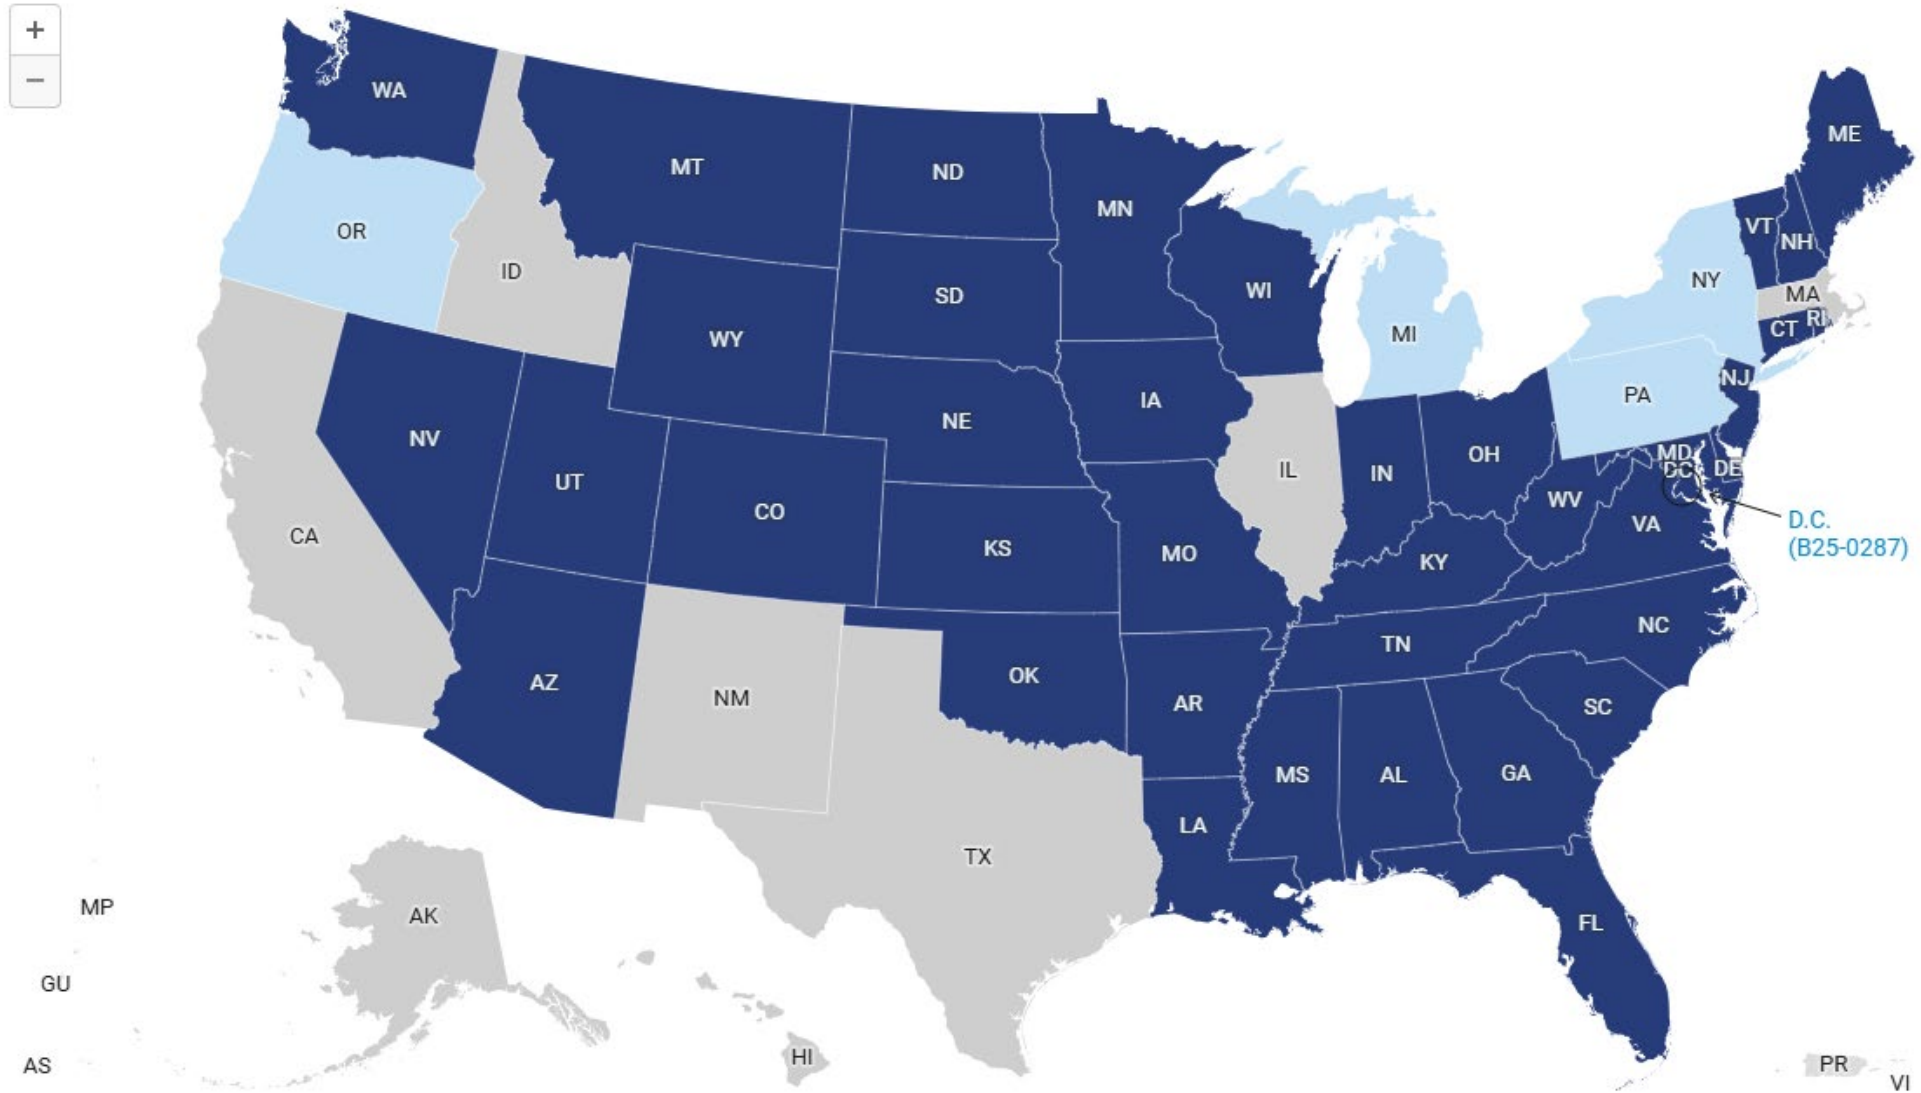 +
−
WA
MT
ND
MN
ME
OR
ID
SD
WI
VT
NH
NY
MA
WY
MI
CT
RI
NE
IA
PA
NJ
NV
UT
CO
IL
IN
OH
MD
DC
DE
CA
KS
MO
WV
VA
D.C.
(B25-0287)
KY
AZ
NM
OK
AR
TN
NC
SC
MS
AL
GA
LA
TX
FL
MP
AK
GU
AS
HI
PR
VI